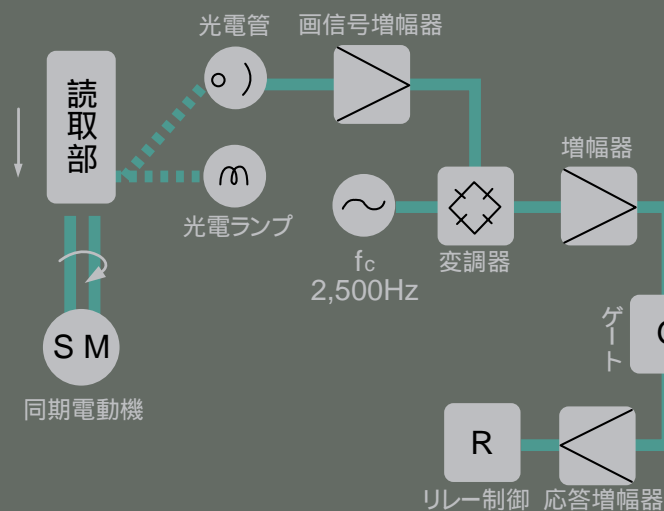 光電管
画信号増幅器
読取部
光電ランプ
fc
2,500Hz
変調器
増幅器
S M
同期電動機
ゲート
R
リレー制御
応答増幅器